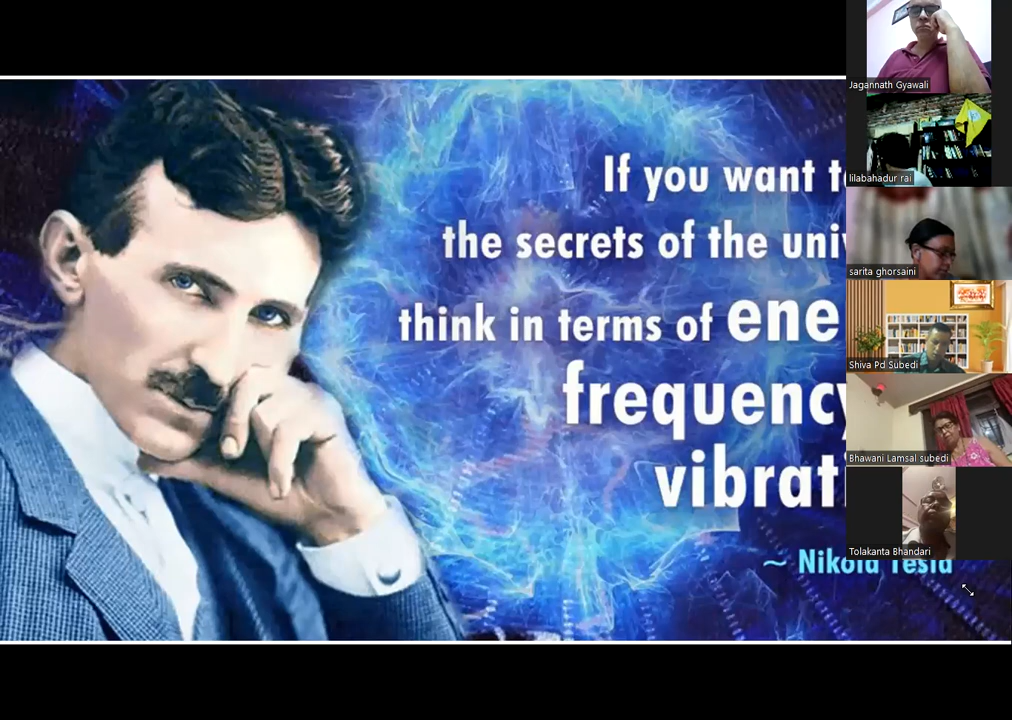 If you want t
the secrets of the univ
think in terms of ene
frequency
vibrat
~ Nikola Tesla
Jagannath Gyawali
lilabahadur rai
sarita ghorsaini
Shiva Pd Subedi
Bhawani Lamsal subedi
Tolakanta Bhandari